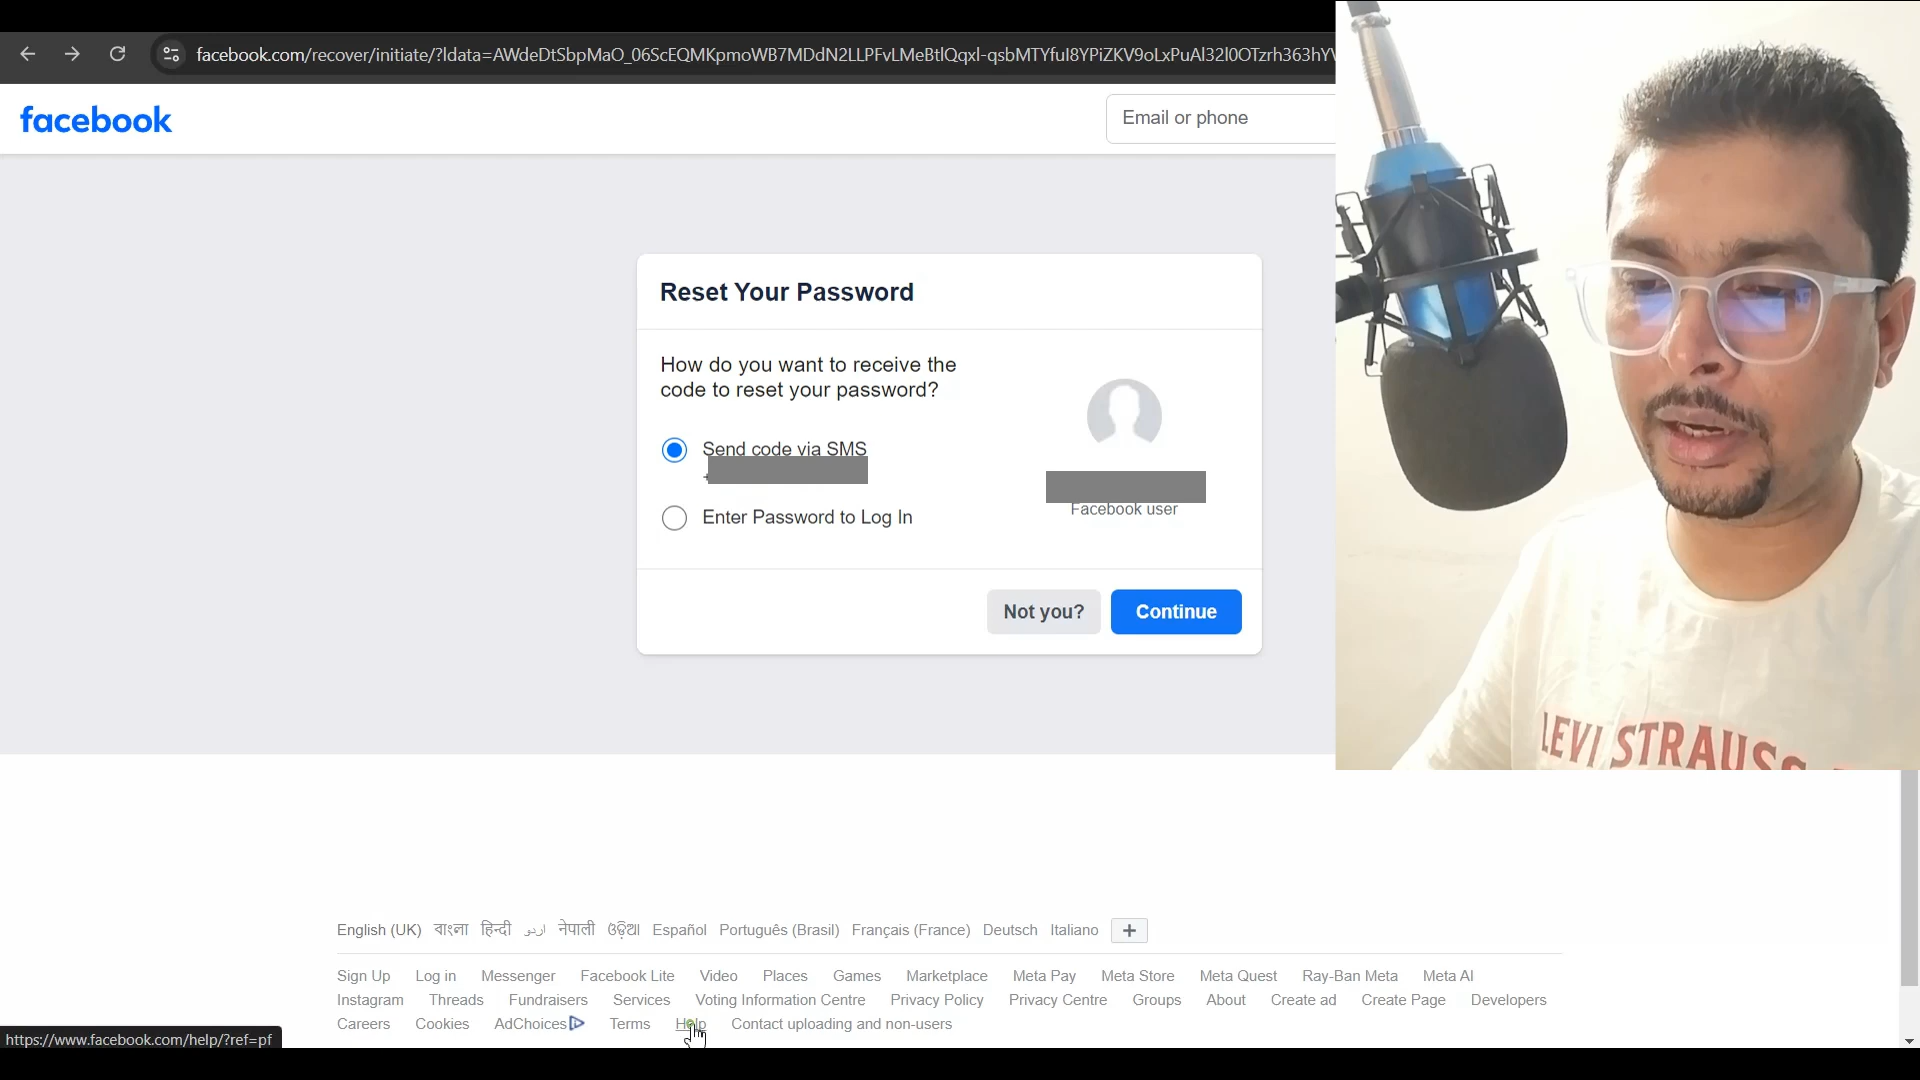 facebook.com/recover/initiate/?ldata=AWdeDtSbpMaO_06ScEQMKpmoWB7MDdN2LLPFvLMeBtlQqxl-qsbMTYful8YPiZKV9oLxPuAl32l0OTzrh363hYV
facebook
Email or phone
Reset Your Password
How do you want to receive the
code to reset your password?
Send code via SMS
+
Enter Password to Log In
Facebook user
Not you?
Continue
LEVI STRAUSS
English (UK) বাংলা हिन्दी اردو नेपाली ଓଡ଼ିଆ Español Português (Brasil) Français (France) Deutsch Italiano +
Sign Up Log in Messenger Facebook Lite Video Places Games Marketplace Meta Pay Meta Store Meta Quest Ray-Ban Meta Meta AI
Instagram Threads Fundraisers Services Voting Information Centre Privacy Policy Privacy Centre Groups About Create ad Create Page Developers
Careers Cookies AdChoices Terms Help Contact uploading and non-users
https://www.facebook.com/help/?ref=pf